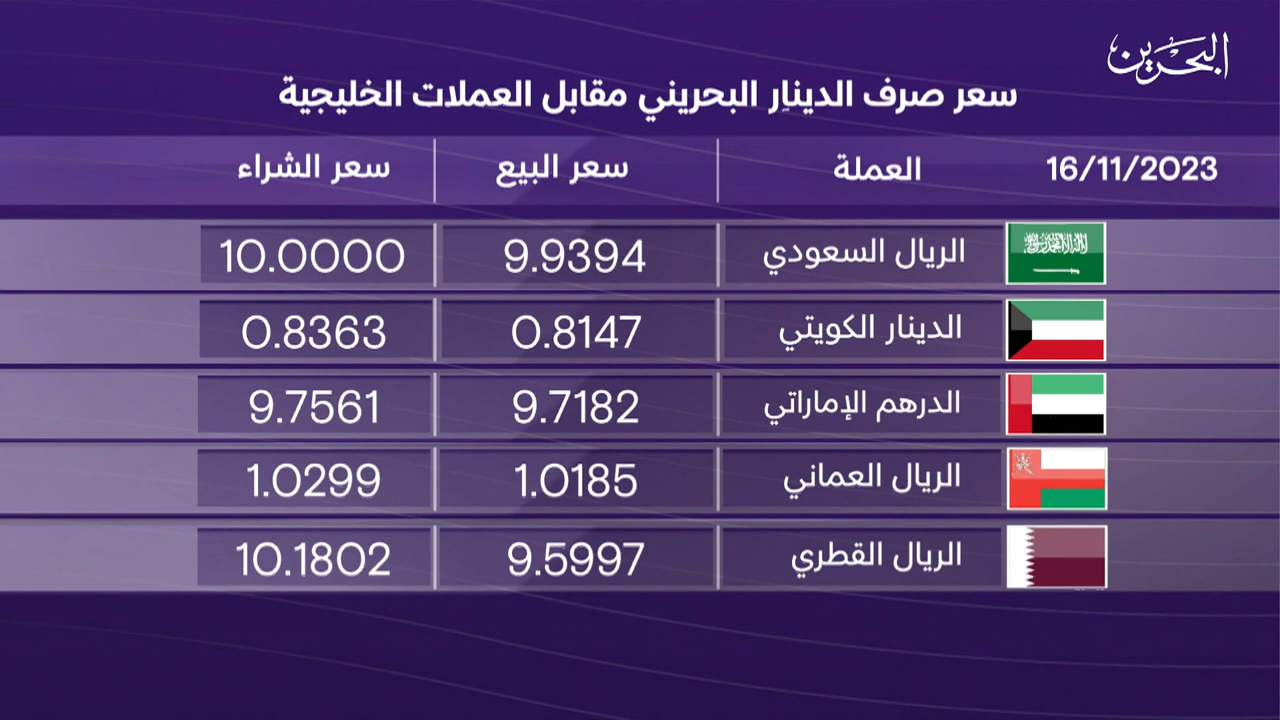 البحرين
سعر صرف الدينار البحريني مقابل العملات الخليجية
16/11/2023 العملة سعر البيع سعر الشراء
الريال السعودي 9.9394 10.0000
الدينار الكويتي 0.8147 0.8363
الدرهم الإماراتي 9.7182 9.7561
الريال العماني 1.0185 1.0299
الريال القطري 9.5997 10.1802